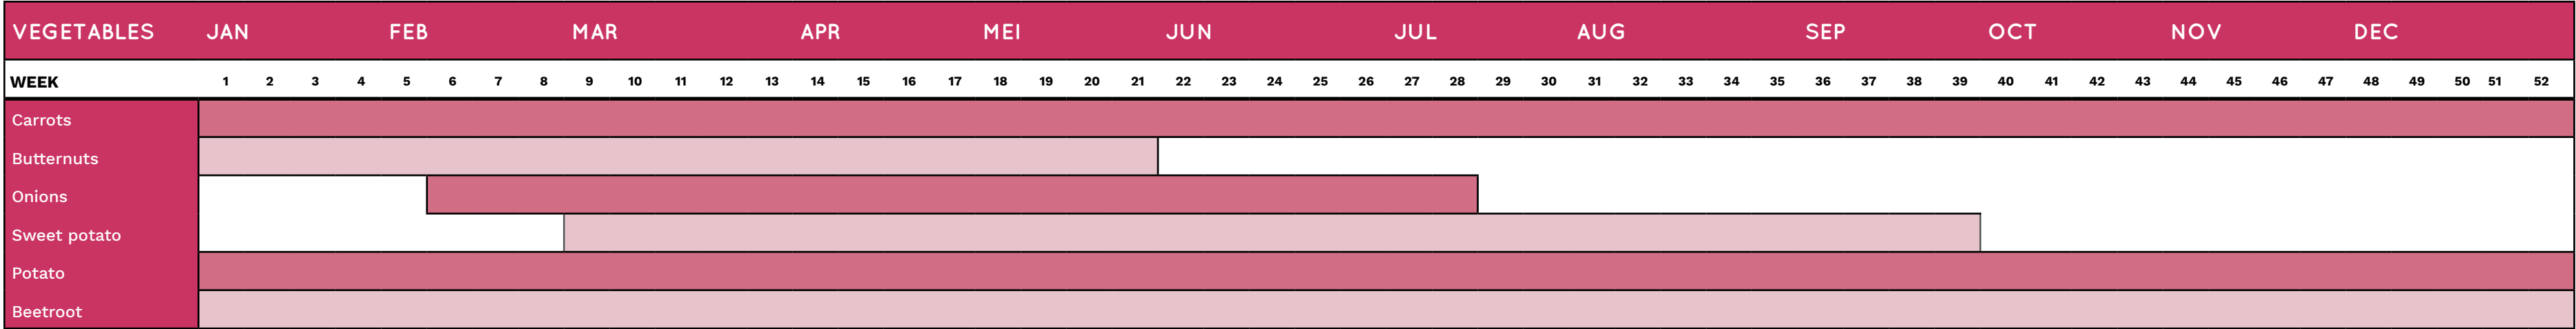 VEGETABLES JAN FEB MAR APR MEI JUN JUL AUG SEP OCT NOV DEC
WEEK 1 2 3 4 5 6 7 8 9 10 11 12 13 14 15 16 17 18 19 20 21 22 23 24 25 26 27 28 29 30 31 32 33 34 35 36 37 38 39 40 41 42 43 44 45 46 47 48 49 50 51 52
Carrots
Butternuts
Onions
Sweet potato
Potato
Beetroot